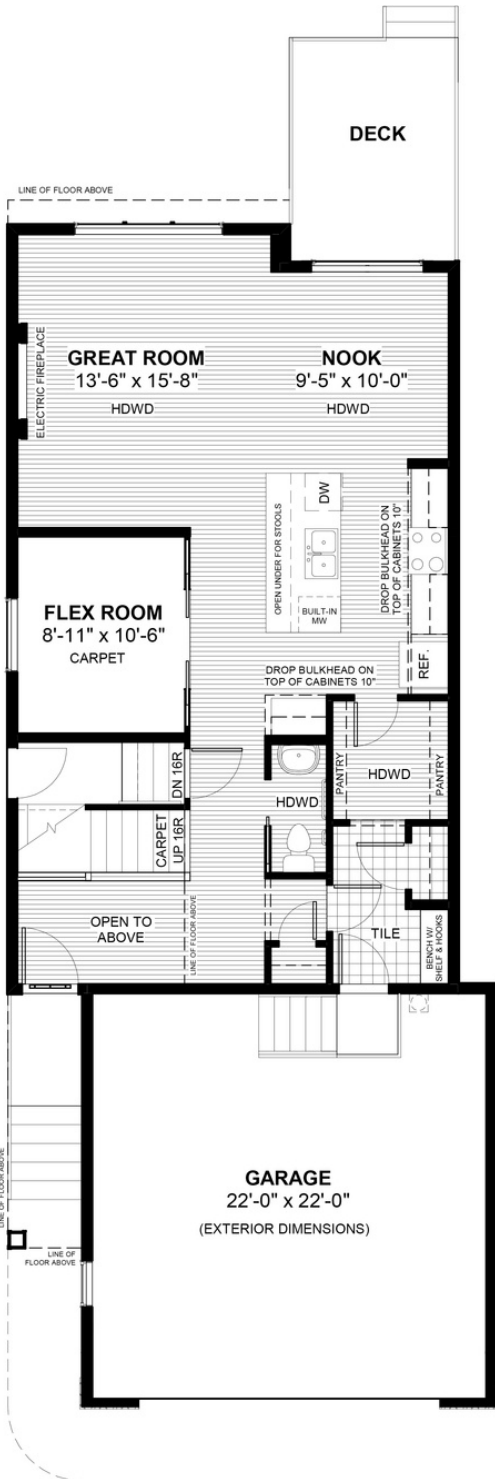 DECK
LINE OF FLOOR ABOVE
GREAT ROOM
13'-6" x 15'-8"
HDWD
NOOK
9'-5" x 10'-0"
HDWD
ELECTRIC FIREPLACE
OPEN UNDER FOR STOOLS
DW
BUILT-IN
MW
DROP BULKHEAD ON
TOP OF CABINETS 10"
REF.
FLEX ROOM
8'-11" x 10'-6"
CARPET
DROP BULKHEAD ON
TOP OF CABINETS 10"
DN 16R
HDWD
PANTRY
HDWD
PANTRY
CARPET
UP 16R
OPEN TO
ABOVE
LINE OF FLOOR ABOVE
TILE
BENCH W/
SHELF & HOOKS
LINE OF FLOOR ABOVE
LINE OF
FLOOR ABOVE
GARAGE
22'-0" x 22'-0"
(EXTERIOR DIMENSIONS)